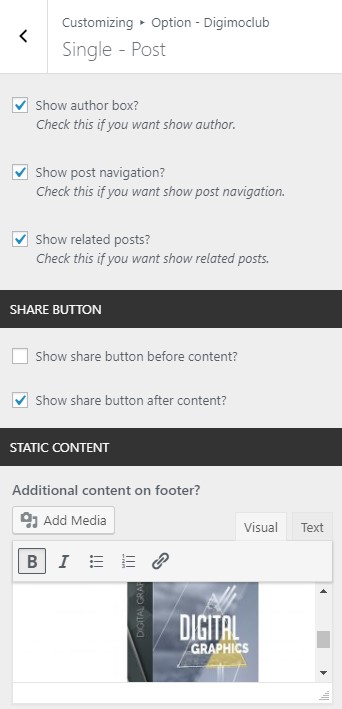 Customizing ▸ Option - Digimoclub
Single - Post
Show author box?
Check this if you want show author.
Show post navigation?
Check this if you want show post navigation.
Show related posts?
Check this if you want show related posts.
SHARE BUTTON
Show share button before content?
Show share button after content?
STATIC CONTENT
Additional content on footer?
Add Media
Visual Text
B I
DIGITAL GRAP
DIGITAL
GRAPHICS